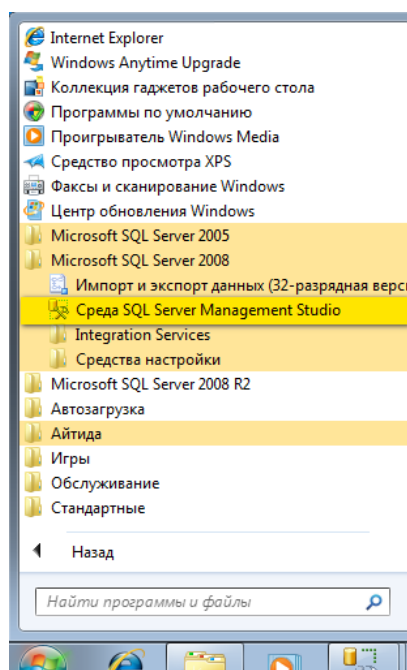 Internet Explorer
Windows Anytime Upgrade
Коллекция гаджетов рабочего стола
Программы по умолчанию
Проигрыватель Windows Media
Средство просмотра XPS
Факсы и сканирование Windows
Центр обновления Windows
Microsoft SQL Server 2005
Microsoft SQL Server 2008
Импорт и экспорт данных (32-разрядная верс
Среда SQL Server Management Studio
Integration Services
Средства настройки
Microsoft SQL Server 2008 R2
Автозагрузка
Айтида
Игры
Обслуживание
Стандартные
Назад
Найти программы и файлы